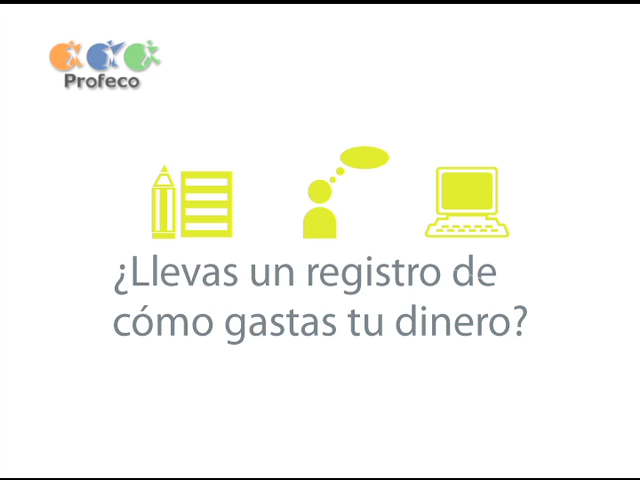 Profeco
¿Llevas un registro de
cómo gastas tu dinero?